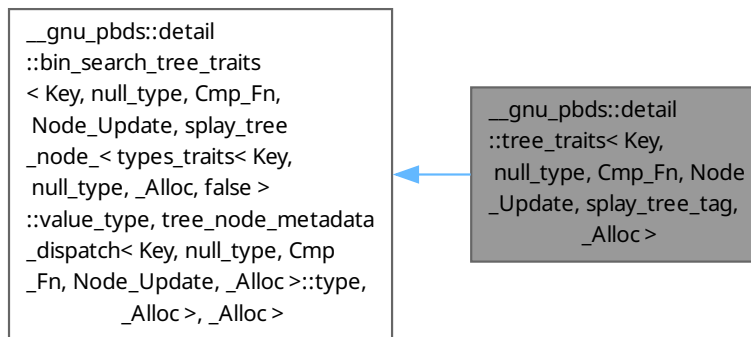 __gnu_pbds::detail
::bin_search_tree_traits
< Key, null_type, Cmp_Fn,
Node_Update, splay_tree
_node_< types_traits< Key,
null_type, _Alloc, false >
::value_type, tree_node_metadata
_dispatch< Key, null_type, Cmp
_Fn, Node_Update, _Alloc >::type,
_Alloc >, _Alloc >
__gnu_pbds::detail
::tree_traits< Key,
null_type, Cmp_Fn, Node
_Update, splay_tree_tag,
_Alloc >